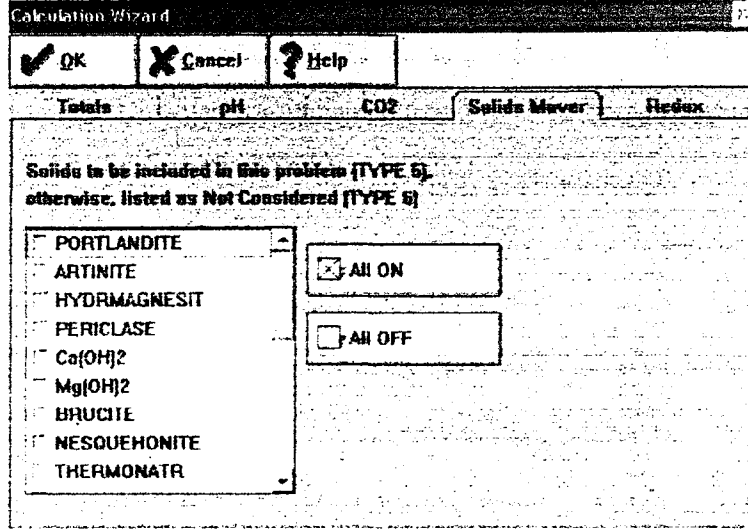 Calculation Wizard
OK Cancel Help
Totals pH CO2 Solids Mover Redox
Solids to be included in this problem (TYPE 5),
otherwise, listed as Not Considered (TYPE 6)
PORTLANDITE
ARTINITE
HYDRMAGNESIT
PERICLASE
Ca(OH)2
Mg(OH)2
BRUCITE
NESQUEHONITE
THERMONATR
All ON
All OFF